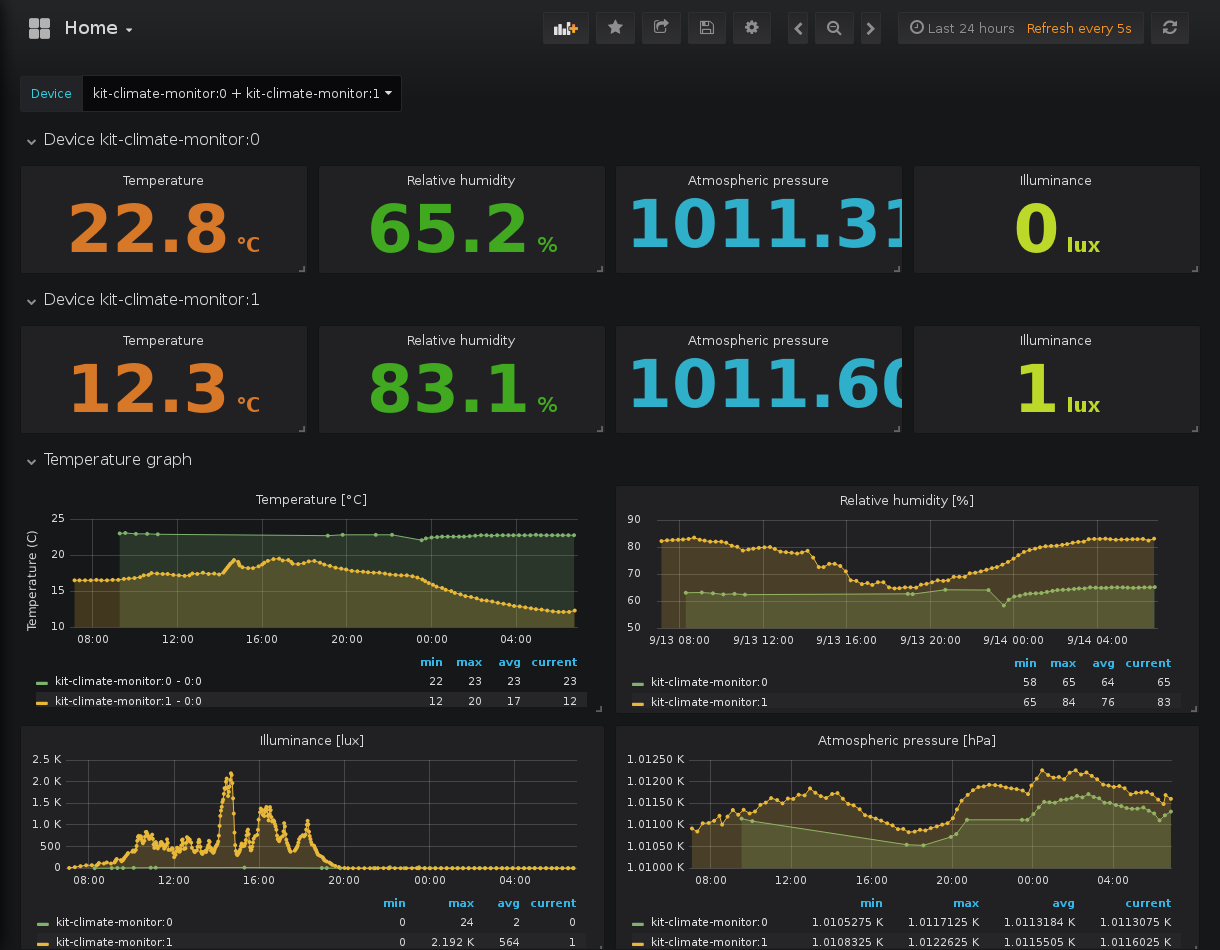 Home
Last 24 hours Refresh every 5s
Device kit-climate-monitor:0 + kit-climate-monitor:1
Device kit-climate-monitor:0
Temperature Relative humidity Atmospheric pressure Illuminance
22.8 °C 65.2 % 1011.31 0 lux
Device kit-climate-monitor:1
Temperature Relative humidity Atmospheric pressure Illuminance
12.3 °C 83.1 % 1011.60 1 lux
Temperature graph
Temperature [°C]
Temperature (C)
25
20
15
10
08:00 12:00 16:00 20:00 00:00 04:00
min max avg current
kit-climate-monitor:0 - 0:0 22 23 23 23
kit-climate-monitor:1 - 0:0 12 20 17 12
Relative humidity [%]
90
80
70
60
50
9/13 08:00 9/13 12:00 9/13 16:00 9/13 20:00 9/14 00:00 9/14 04:00
min max avg current
kit-climate-monitor:0 58 65 64 65
kit-climate-monitor:1 65 84 76 83
Illuminance [lux]
2.5 K
2.0 K
1.5 K
1.0 K
500
0
08:00 12:00 16:00 20:00 00:00 04:00
min max avg current
kit-climate-monitor:0 0 24 2 0
kit-climate-monitor:1 0 2.192 K 564 1
Atmospheric pressure [hPa]
1.01250 K
1.01200 K
1.01150 K
1.01100 K
1.01050 K
1.01000 K
08:00 12:00 16:00 20:00 00:00 04:00
min max avg current
kit-climate-monitor:0 1.0105275 K 1.0117125 K 1.0113184 K 1.0113075 K
kit-climate-monitor:1 1.0108325 K 1.0122625 K 1.0115505 K 1.0116025 K